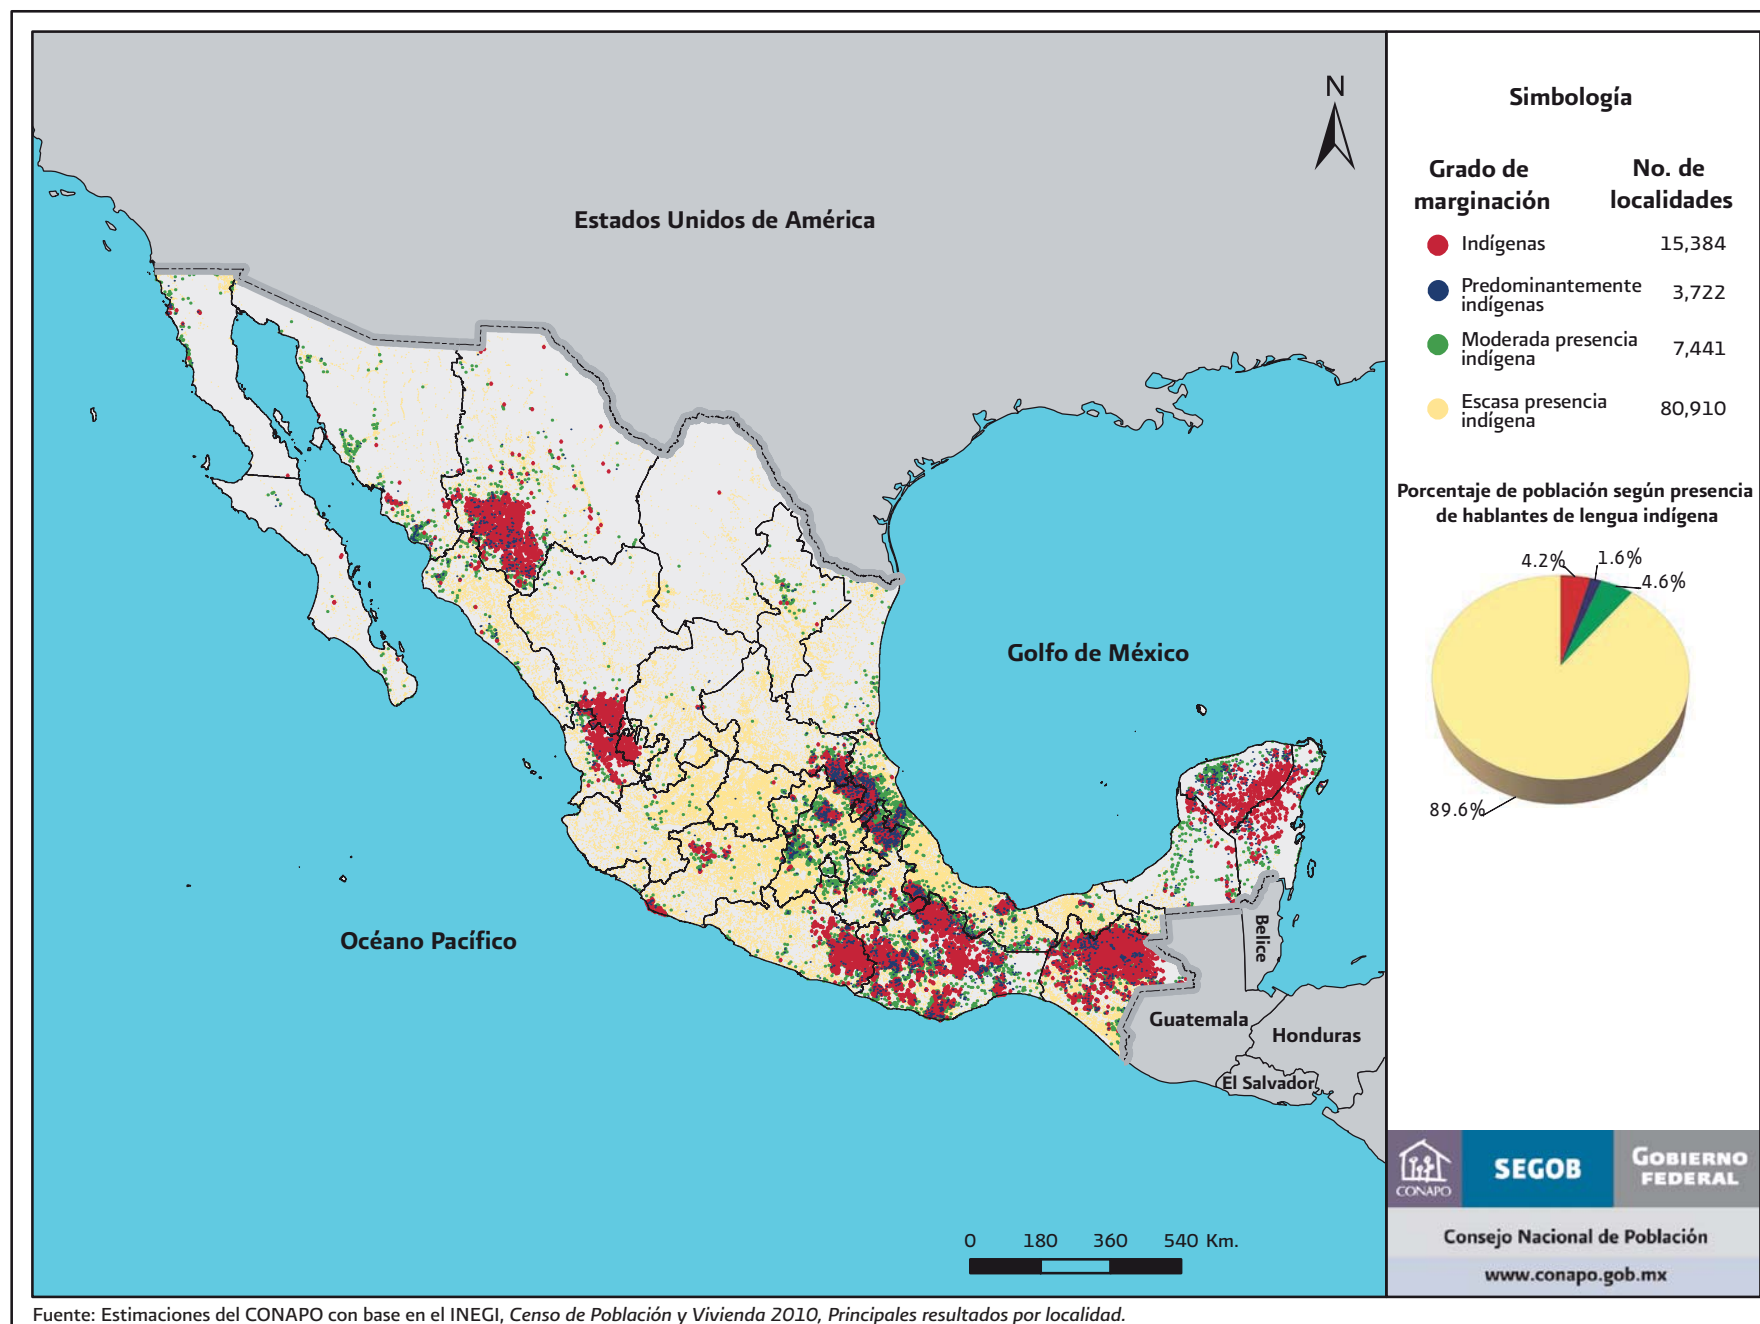 N
Estados Unidos de América
Golfo de México
Océano Pacífico
Belice
Guatemala
Honduras
El Salvador
0 180 360 540 Km.
Simbología
Grado de marginación
No. de localidades
Indígenas 15,384
Predominantemente
indígenas 3,722
Moderada presencia
indígena 7,441
Escasa presencia
indígena 80,910
Porcentaje de población según presencia
de hablantes de lengua indígena
4.2%
1.6%
4.6%
89.6%
CONAPO
SEGOB
GOBIERNO
FEDERAL
Consejo Nacional de Población
www.conapo.gob.mx
Fuente: Estimaciones del CONAPO con base en el INEGI, Censo de Población y Vivienda 2010, Principales resultados por localidad.